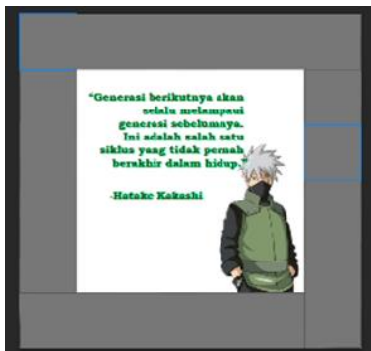 “Generasi berikutnya akan
selalu melampaui
generasi sebelumnya.
Ini adalah salah satu
siklus yang tidak pernah
berakhir dalam hidup.”
-Hatake Kakashi